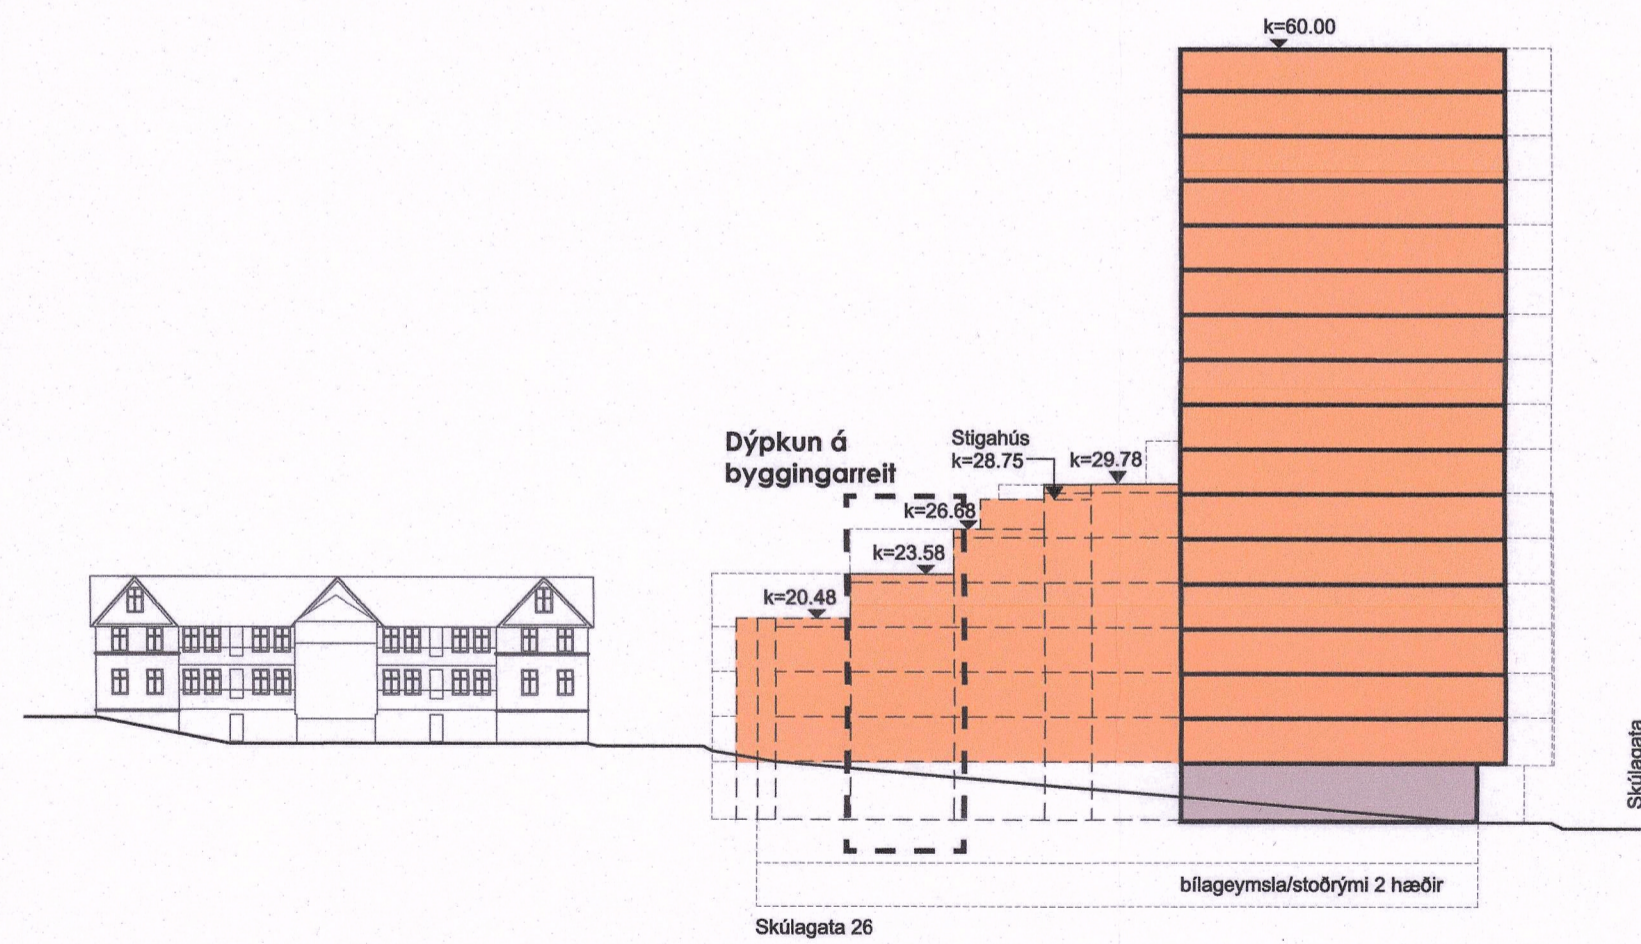 k=60.00
Dýpkun á
byggingarreit
Stigahús
k=28.75
k=29.78
k=26.68
k=23.58
k=20.48
Skúlagata
bílageymsla/stoðrými 2 hæðir
Skúlagata 26